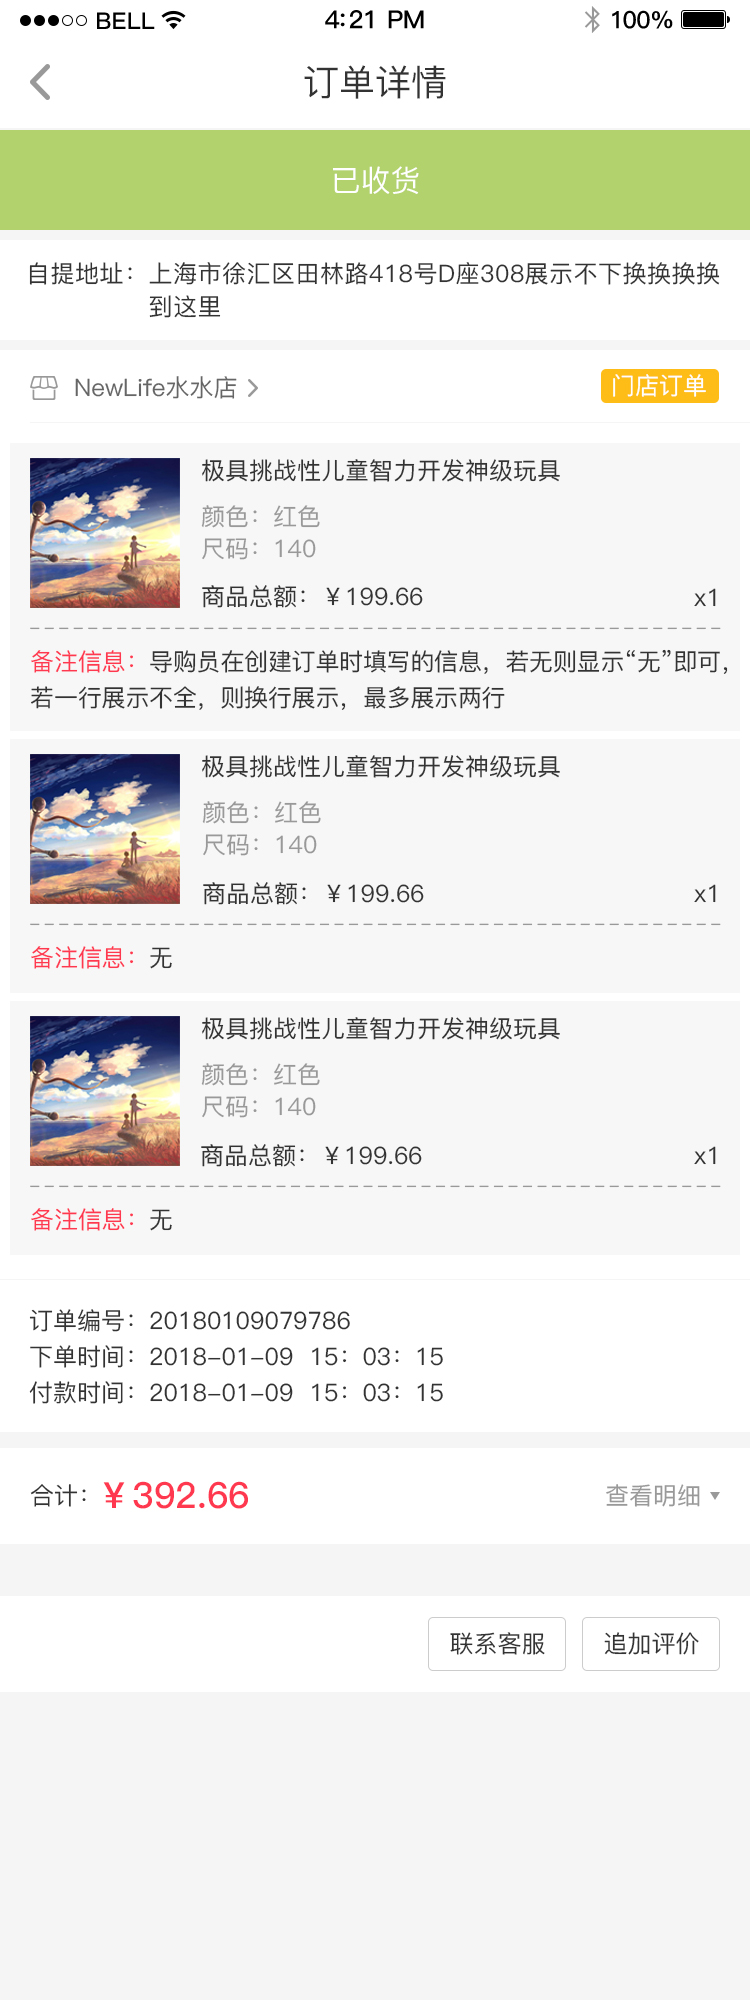 BELL 4:21 PM 100%
订单详情
已收货
自提地址：上海市徐汇区田林路418号D座308展示不下换换换换
到这里
NewLife水水店 门店订单
极具挑战性儿童智力开发神级玩具
颜色：红色
尺码：140
商品总额：￥199.66 x1
备注信息：导购员在创建订单时填写的信息，若无则显示“无”即可，
若一行展示不全，则换行展示，最多展示两行
极具挑战性儿童智力开发神级玩具
颜色：红色
尺码：140
商品总额：￥199.66 x1
备注信息：无
极具挑战性儿童智力开发神级玩具
颜色：红色
尺码：140
商品总额：￥199.66 x1
备注信息：无
订单编号：20180109079786
下单时间：2018-01-09 15：03：15
付款时间：2018-01-09 15：03：15
合计：￥392.66 查看明细
联系客服 追加评价